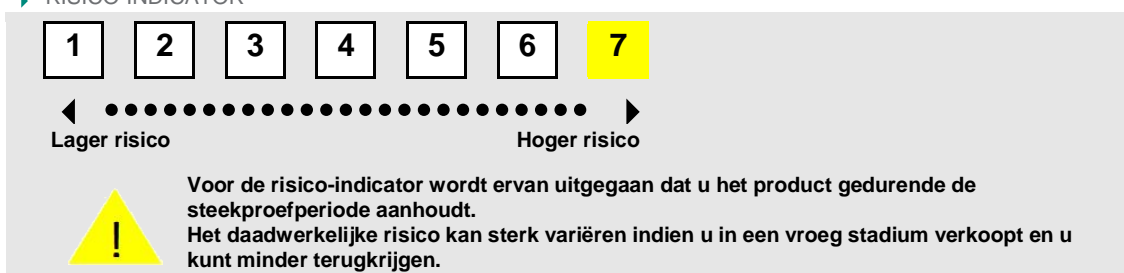 RISICO-INDICATOR
1 2 3 4 5 6 7
Lager risico Hoger risico
Voor de risico-indicator wordt ervan uitgegaan dat u het product gedurende de
steekproefperiode aanhoudt.
!
Het daadwerkelijke risico kan sterk variëren indien u in een vroeg stadium verkoopt en u
kunt minder terugkrijgen.